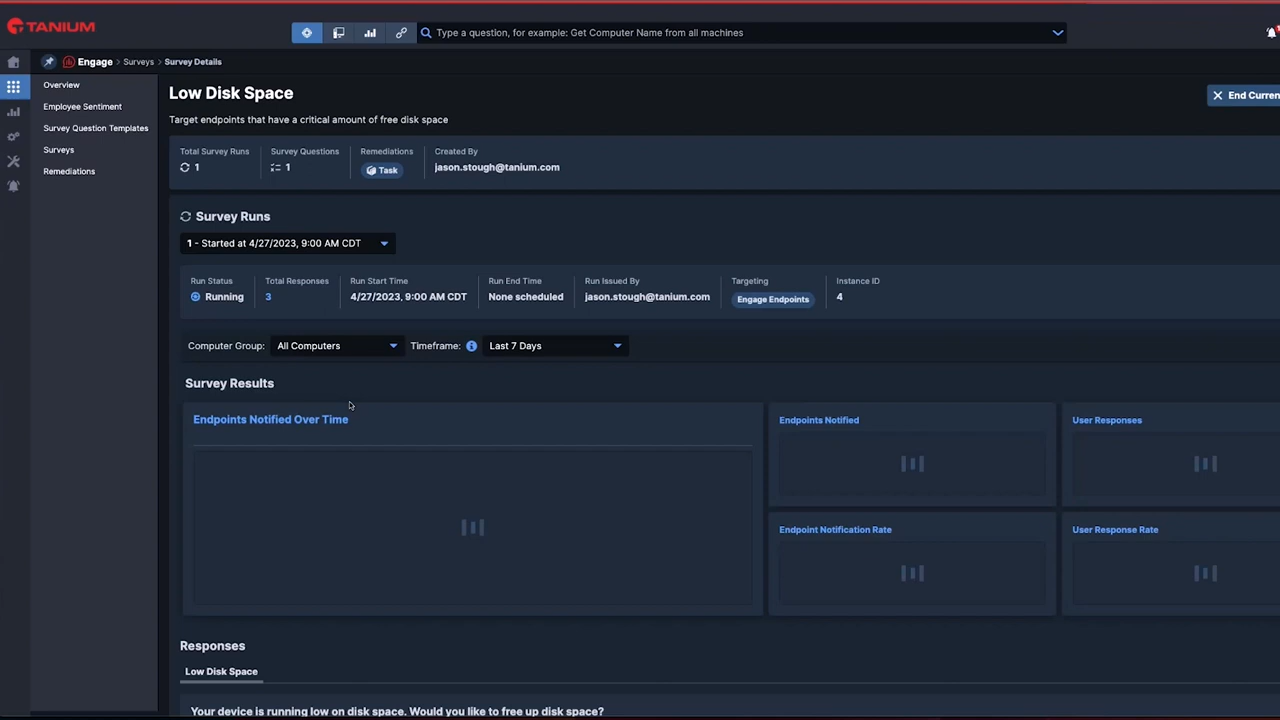 TANIUM
Type a question, for example: Get Computer Name from all machines
Engage > Surveys > Survey Details
Overview
Employee Sentiment
Survey Question Templates
Surveys
Remediations
Low Disk Space
End Curren
Target endpoints that have a critical amount of free disk space
Total Survey Runs
1
Survey Questions
1
Remediations
Task
Created By
jason.stough@tanium.com
Survey Runs
1 - Started at 4/27/2023, 9:00 AM CDT
Run Status
Running
Total Responses
3
Run Start Time
4/27/2023, 9:00 AM CDT
Run End Time
None scheduled
Run Issued By
jason.stough@tanium.com
Targeting
Engage Endpoints
Instance ID
4
Computer Group: All Computers Timeframe: Last 7 Days
Survey Results
Endpoints Notified Over Time
Endpoints Notified
User Responses
Endpoint Notification Rate
User Response Rate
Responses
Low Disk Space
Your device is running low on disk space. Would you like to free up disk space?